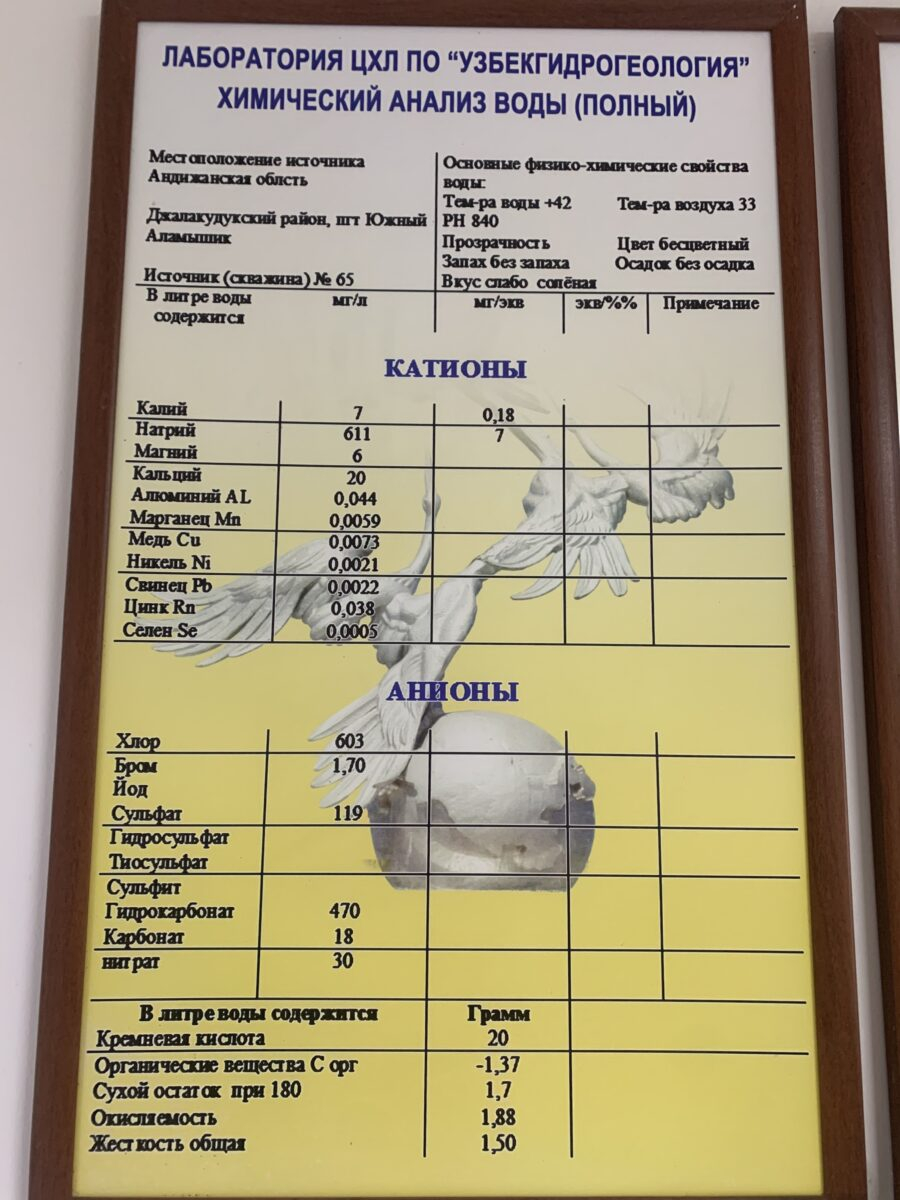 ЛАБОРАТОРИЯ ЦХЛ ПО “УЗБЕКГИДРОГЕОЛОГИЯ”
ХИМИЧЕСКИЙ АНАЛИЗ ВОДЫ (ПОЛНЫЙ)
Местоположение источника
Андижанская облсть
Джалакудукский район, пгт Южный
Аламышик
Источник (скважина) № 65
Основные физико-химические свойства
воды:
Тем-ра воды +42 Тем-ра воздуха 33
РН 840
Прозрачность Цвет бесцветный
Запах без запаха Осадок без осадка
Вкус слабо солёная
В литре воды мг/л мг/экв экв/%% Примечание
содержится
КАТИОНЫ
Калий 7 0,18
Натрий 611 7
Магний 6
Кальций 20
Алюминий AL 0,044
Марганец Mn 0,0059
Медь Cu 0,0073
Никель Ni 0,0021
Свинец Pb 0,0022
Цинк Rn 0,038
Селен Se 0,0005
АНИОНЫ
Хлор 603
Бром 1,70
Йод
Сульфат 119
Гидросульфат
Тиосульфат
Сульфит
Гидрокарбонат 470
Карбонат 18
нитрат 30
В литре воды содержится Грамм
Кремневая кислота 20
Органические вещества С орг -1,37
Сухой остаток при 180 1,7
Окисляемость 1,88
Жесткость общая 1,50